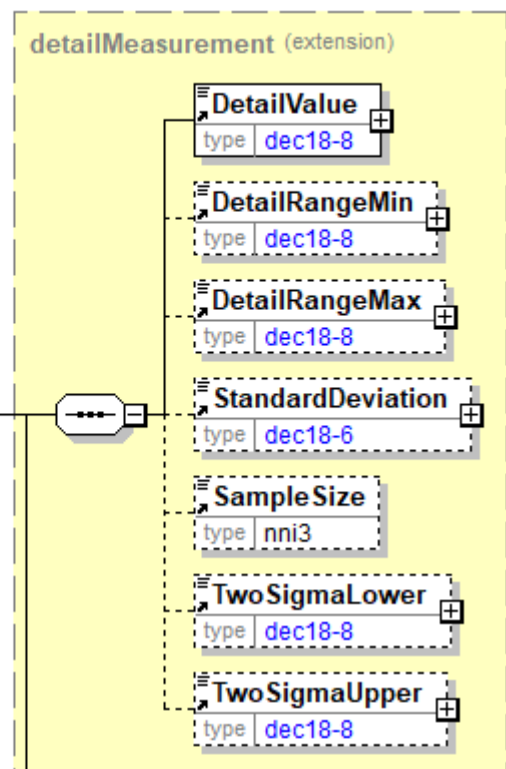 detailMeasurement (extension)
DetailValue
type dec18-8
DetailRangeMin
type dec18-8
DetailRangeMax
type dec18-8
StandardDeviation
type dec18-6
SampleSize
type nni3
TwoSigmaLower
type dec18-8
TwoSigmaUpper
type dec18-8